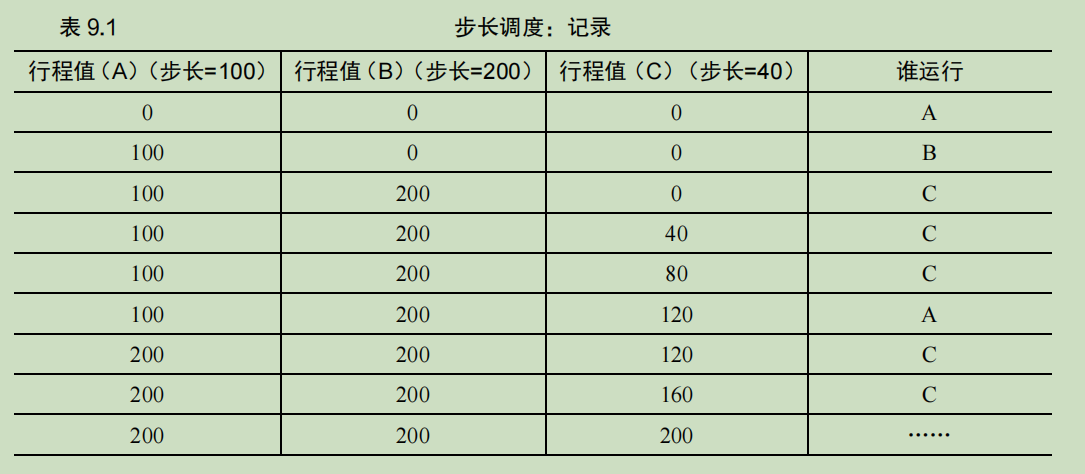 表 9.1 步长调度：记录
行程值（A）（步长=100） 行程值（B）（步长=200） 行程值（C）（步长=40） 谁运行
0 0 0 A
100 0 0 B
100 200 0 C
100 200 40 C
100 200 80 C
100 200 120 A
200 200 120 C
200 200 160 C
200 200 200 ……